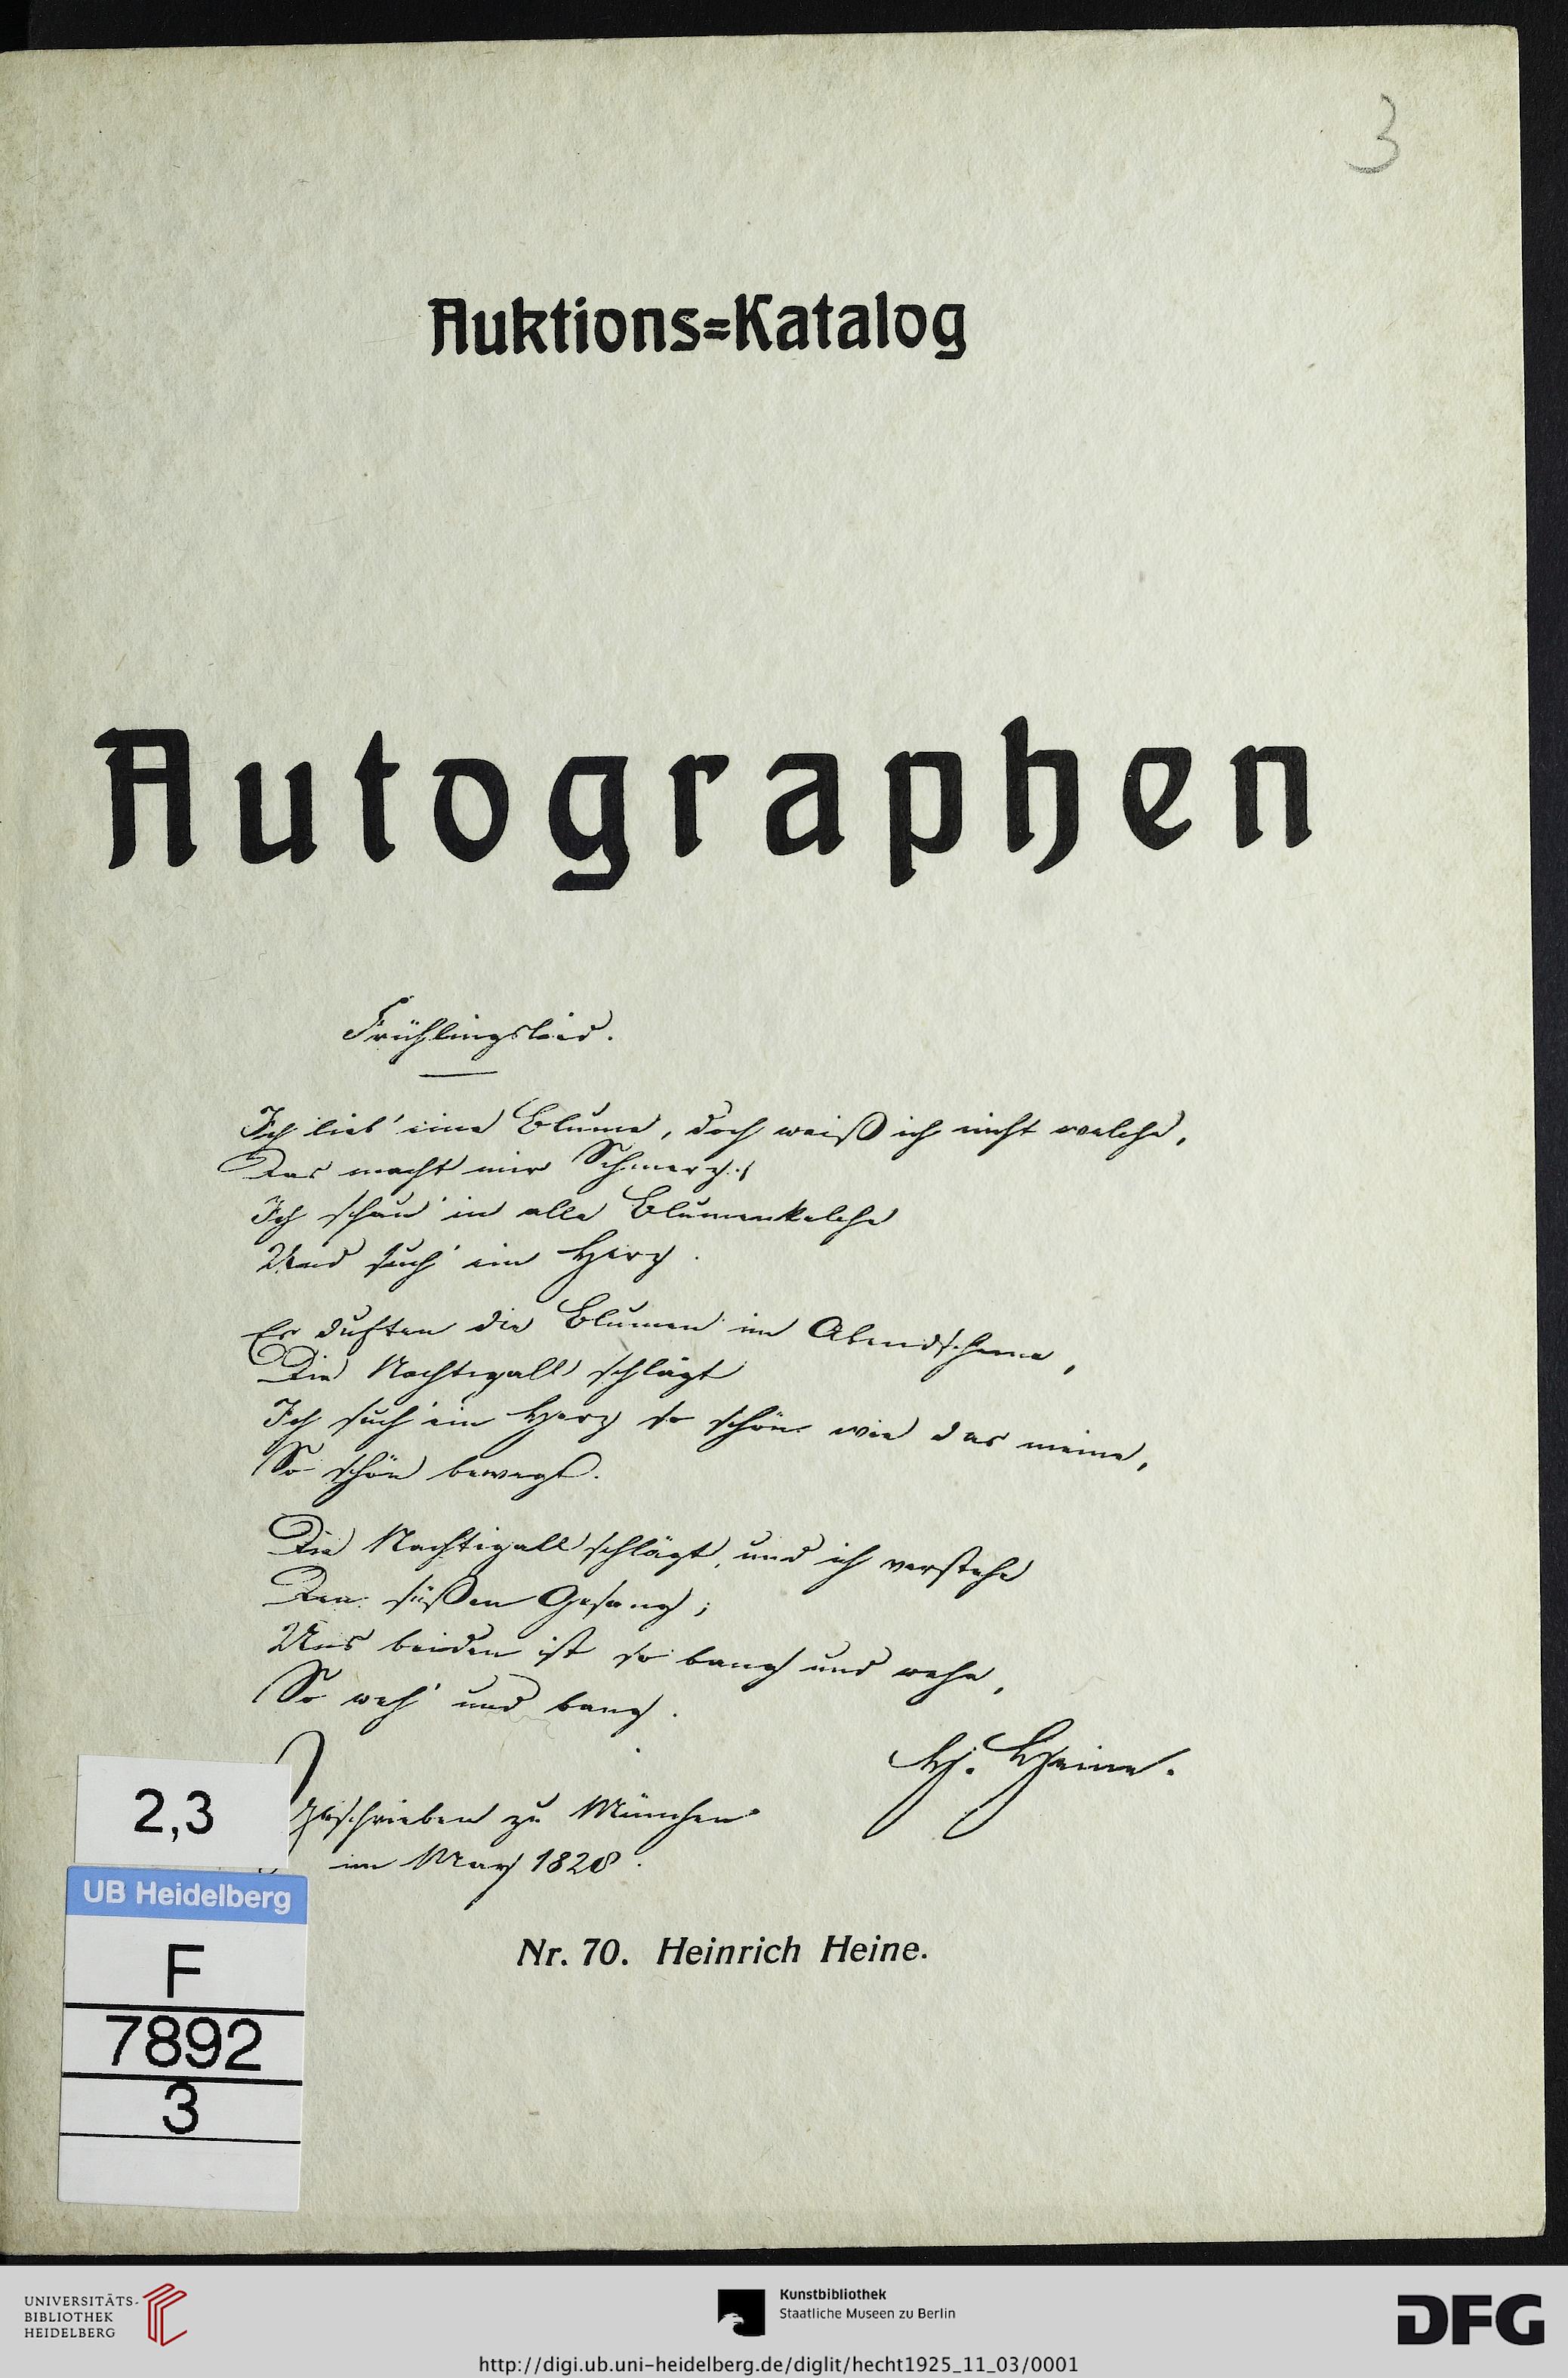 3
Auktions=Katalog
Autographen
Frühlingslied.
Ich lieb' eine Blume, doch weiß ich nicht welche,
Das macht mir Schmerz;
Ich schau' in alle Blumenkelche
Und such' ein Herz.
Es duften die Blumen im Abendscheine,
Die Nachtigall schlägt
Ich such' ein Herz so schön wie das meine,
So schön bewegt.
Die Nachtigall schlägt, und ich verstehe
Den süßen Gesang;
Uns beiden ist so bang und wehe,
So weh' und bang.
H. Heine.
Geschrieben zu München
im May 1828.
Nr. 70. Heinrich Heine.
2,3
UB Heidelberg
F
7892
3
UNIVERSITÄTS-
BIBLIOTHEK
HEIDELBERG
Kunstbibliothek
Staatliche Museen zu Berlin
DFG
http://digi.ub.uni-heidelberg.de/diglit/hecht1925_11_03/0001